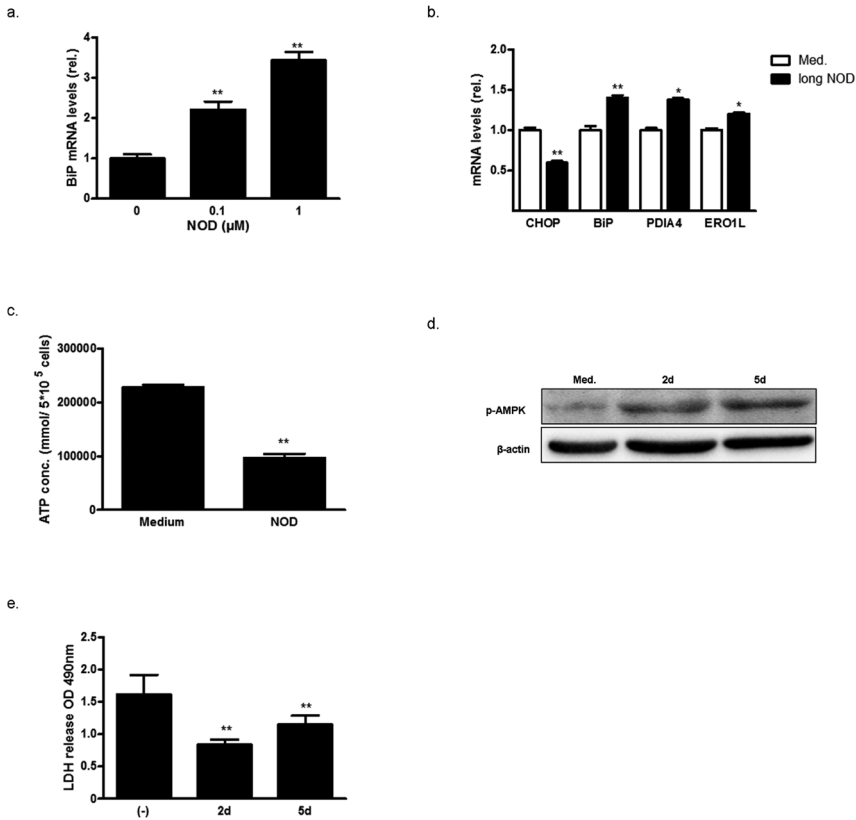 a.
BiP mRNA levels (rel.)
4
3
2
1
0
**
**
0 0.1 1
NOD (µM)
b.
mRNA levels (rel.)
2.0
1.5
1.0
0.5
**
**
*
*
CHOP BiP PDIA4 ERO1L
Med.
long NOD
c.
ATP conc. (mmol/ 5*10 5 cells)
300000
200000
100000
0
**
Medium NOD
d.
Med. 2d 5d
p-AMPK
β-actin
e.
LDH release OD 490nm
2.5
2.0
1.5
1.0
0.5
0
**
**
(-) 2d 5d